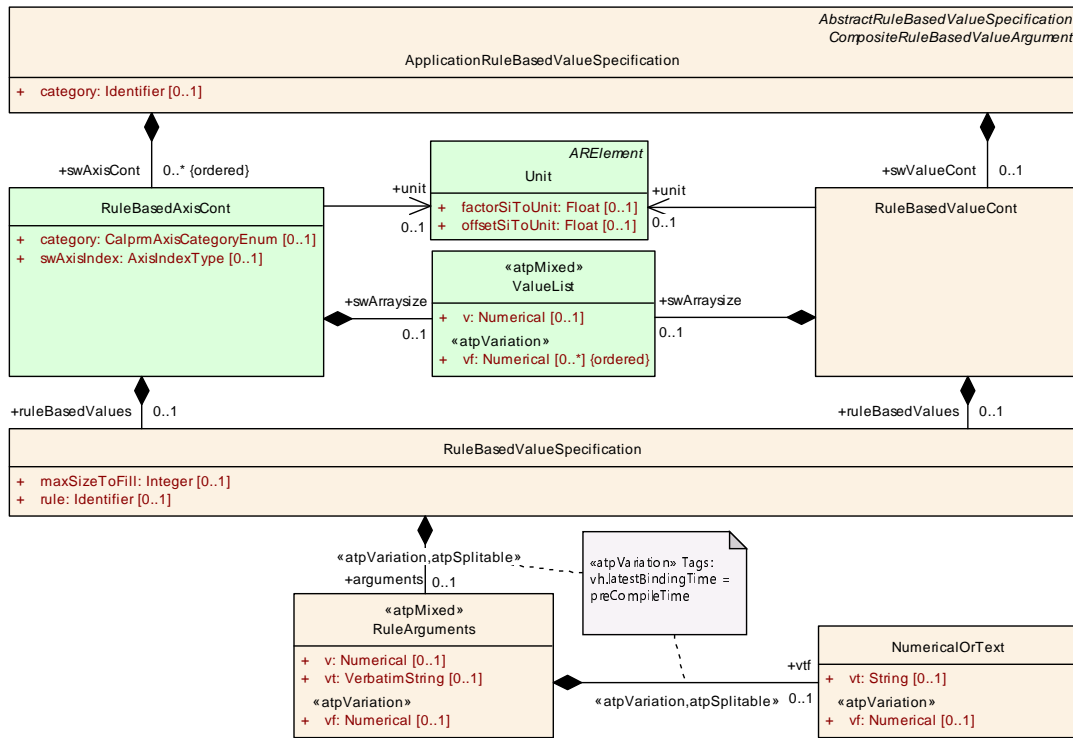 AbstractRuleBasedValueSpecification
CompositeRuleBasedValueArgument
ApplicationRuleBasedValueSpecification
+ category: Identifier [0..1]
+swAxisCont 0..* {ordered}
+swValueCont 0..1
RuleBasedAxisCont
+ category: CalprmAxisCategoryEnum [0..1]
+ swAxisIndex: AxisIndexType [0..1]
+unit
0..1
ARElement
Unit
+ factorSiToUnit: Float [0..1]
+ offsetSiToUnit: Float [0..1]
+unit
0..1
RuleBasedValueCont
+swArraysize
0..1
«atpMixed»
ValueList
+ v: Numerical [0..1]
«atpVariation»
+ vf: Numerical [0..*] {ordered}
+swArraysize
0..1
+ruleBasedValues 0..1
+ruleBasedValues 0..1
RuleBasedValueSpecification
+ maxSizeToFill: Integer [0..1]
+ rule: Identifier [0..1]
«atpVariation,atpSplitable»
+arguments 0..1
«atpVariation» Tags:
vh.latestBindingTime =
preCompileTime
«atpMixed»
RuleArguments
+ v: Numerical [0..1]
+ vt: VerbatimString [0..1]
«atpVariation»
+ vf: Numerical [0..1]
+vtf
«atpVariation,atpSplitable» 0..1
NumericalOrText
+ vt: String [0..1]
«atpVariation»
+ vf: Numerical [0..1]